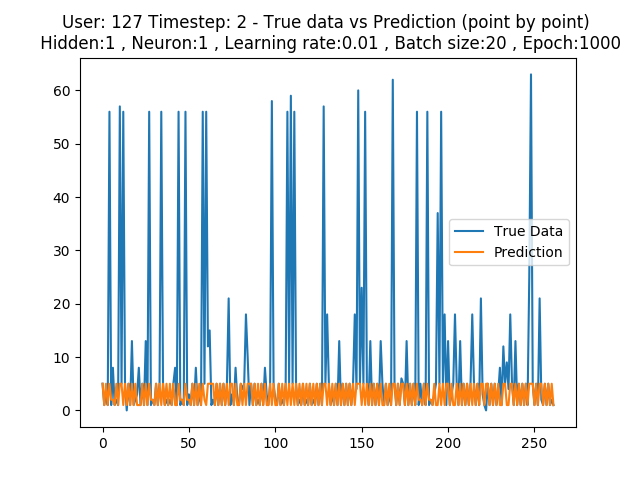 User: 127 Timestep: 2 - True data vs Prediction (point by point)
Hidden:1 , Neuron:1 , Learning rate:0.01 , Batch size:20 , Epoch:1000
60
50
40
30
20
10
0
True Data
Prediction
0 50 100 150 200 250